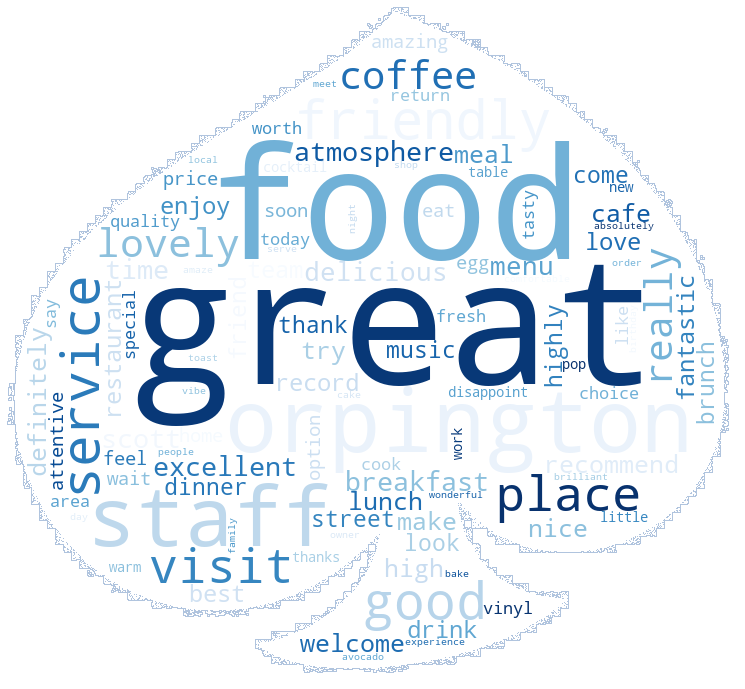 amazing
meet
coffee
return
friendly
worth
local
atmosphere
meal
cocktail
shop
table
come
price
food
new
enjoy
soon
night
eat
tasty
cafe
quality
absolutely
lovely
today
serve
love
time
amaze
friend
team
delicious
egg
menu
order
really
say
service
special
restaurant
great
thank
fresh
highly
like
fantastic
definitely
music
try
toast
pop
brunch
vibe
record
cake
disappoint
choice
attentive
orpington
scott
home
option
work
feel
people
excellent
cook
recommend
wait
dinner
breakfast
brilliant
area
staff
lunch
wonderful
place
day
family
street
make
little
owner
look
nice
visit
thanks
warm
high
bake
best
good
vinyl
drink
welcome
experience
avocado